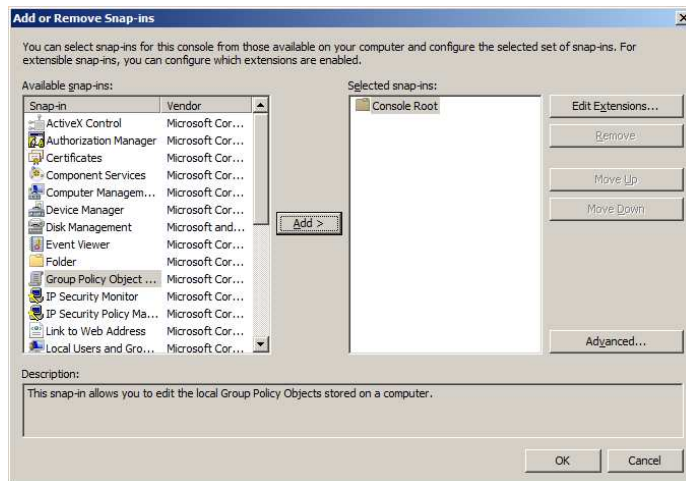 Add or Remove Snap-ins
You can select snap-ins for this console from those available on your computer and configure the selected set of snap-ins. For
extensible snap-ins, you can configure which extensions are enabled.
Available snap-ins:
Snap-in Vendor
ActiveX Control Microsoft Cor...
Authorization Manager Microsoft Cor...
Certificates Microsoft Cor...
Component Services Microsoft Cor...
Computer Managem... Microsoft Cor...
Device Manager Microsoft Cor...
Disk Management Microsoft and...
Event Viewer Microsoft Cor...
Folder Microsoft Cor...
Group Policy Object ... Microsoft Cor...
IP Security Monitor Microsoft Cor...
IP Security Policy Ma... Microsoft Cor...
Link to Web Address Microsoft Cor...
Local Users and Gro... Microsoft Cor...
Add >
Selected snap-ins:
Console Root
Edit Extensions...
Remove
Move Up
Move Down
Advanced...
Description:
This snap-in allows you to edit the local Group Policy Objects stored on a computer.
OK
Cancel